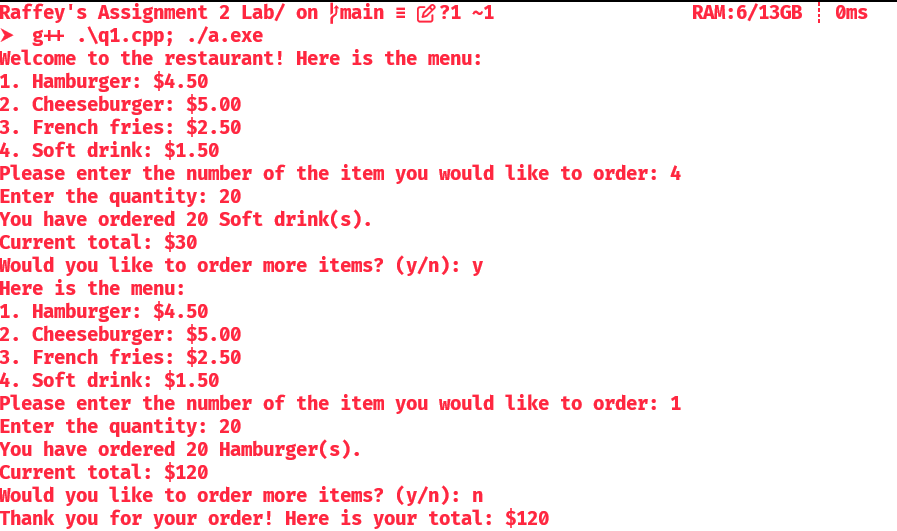 Raffey's Assignment 2 Lab/ on main ≡ ?1 ~1 RAM:6/13GB 0ms
➤ g++ .\q1.cpp; ./a.exe
Welcome to the restaurant! Here is the menu:
1. Hamburger: $4.50
2. Cheeseburger: $5.00
3. French fries: $2.50
4. Soft drink: $1.50
Please enter the number of the item you would like to order: 4
Enter the quantity: 20
You have ordered 20 Soft drink(s).
Current total: $30
Would you like to order more items? (y/n): y
Here is the menu:
1. Hamburger: $4.50
2. Cheeseburger: $5.00
3. French fries: $2.50
4. Soft drink: $1.50
Please enter the number of the item you would like to order: 1
Enter the quantity: 20
You have ordered 20 Hamburger(s).
Current total: $120
Would you like to order more items? (y/n): n
Thank you for your order! Here is your total: $120